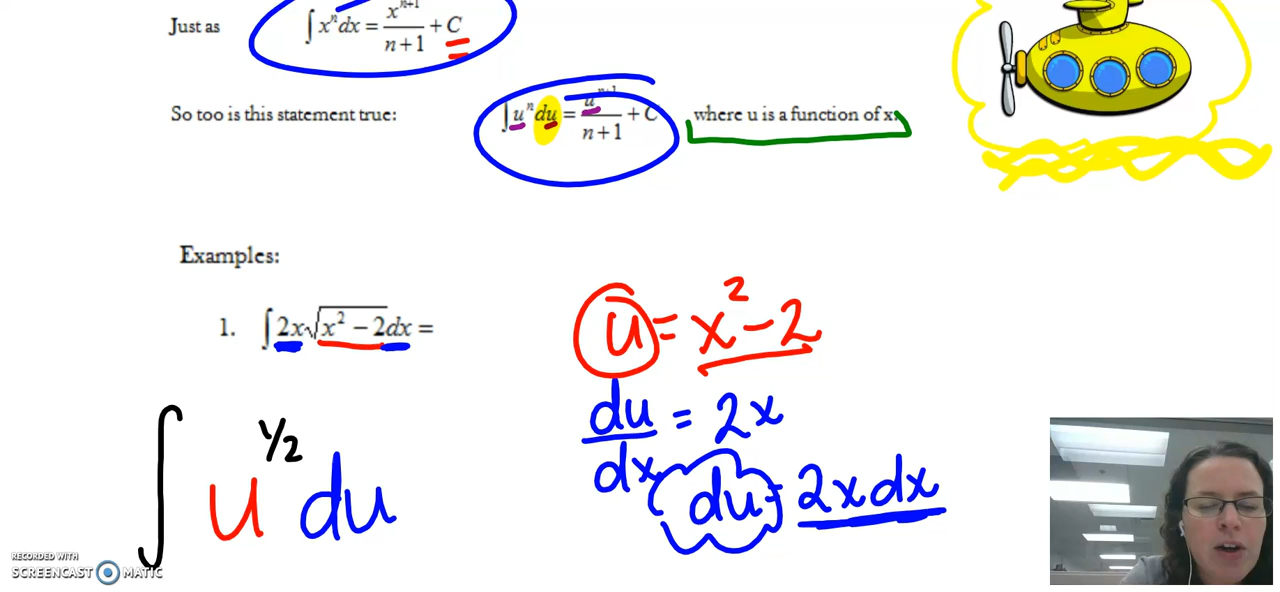 Just as ∫xⁿdx = xⁿ⁺¹/n+1 + C
So too is this statement true: ∫uⁿdu = uⁿ⁺¹/n+1 + C where u is a function of x.
Examples:
1. ∫2x√(x² − 2)dx =
u = x² − 2
du/dx = 2x
du = 2x dx
∫ u^1/2 du
RECORDED WITH
SCREENCAST MATIC